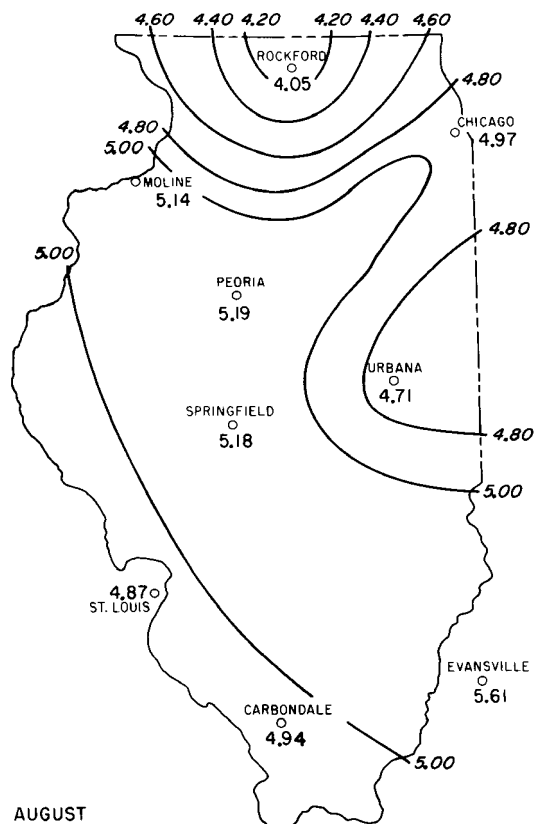 4.60 4.40 4.20 4.20 4.40 4.60
ROCKFORD
4.05
4.80
CHICAGO
4.97
4.80
5.00
MOLINE
5.14
4.80
5.00
PEORIA
5.19
URBANA
4.71
SPRINGFIELD
5.18
4.80
5.00
4.87
ST. LOUIS
EVANSVILLE
5.61
CARBONDALE
4.94
5.00
AUGUST